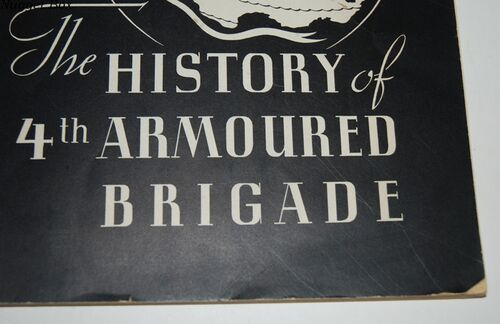 The
HISTORY of
4th ARMOURED
BRIGADE